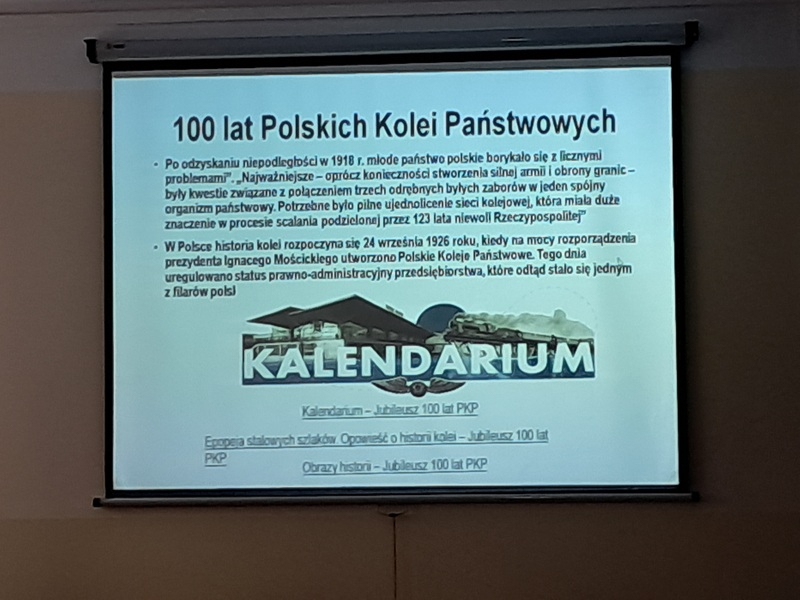 100 lat Polskich Kolei Państwowych
• Po odzyskaniu niepodległości w 1918 r. młode państwo polskie borykało się z licznymi
problemami". „Najważniejsze – oprócz konieczności stworzenia silnej armii i obrony granic –
były kwestie związane z połączeniem trzech odrębnych byłych zaborów w jeden spójny
organizm państwowy. Potrzebne było pilne ujednolicenie sieci kolejowej, która miała duże
znaczenie w procesie scalania podzielonej przez 123 lata niewoli Rzeczypospolitej"
• W Polsce historia kolei rozpoczyna się 24 września 1926 roku, kiedy na mocy rozporządzenia
prezydenta Ignacego Mościckiego utworzono Polskie Koleje Państwowe. Tego dnia
uregulowano status prawno-administracyjny przedsiębiorstwa, które odtąd stało się jednym
z filarów polsl
KALENDARIUM
Kalendarium – Jubileusz 100 lat PKP
Epopeja stalowych szlaków. Opowieść o historii kolei – Jubileusz 100 lat
PKP
Obrazy historii – Jubileusz 100 lat PKP